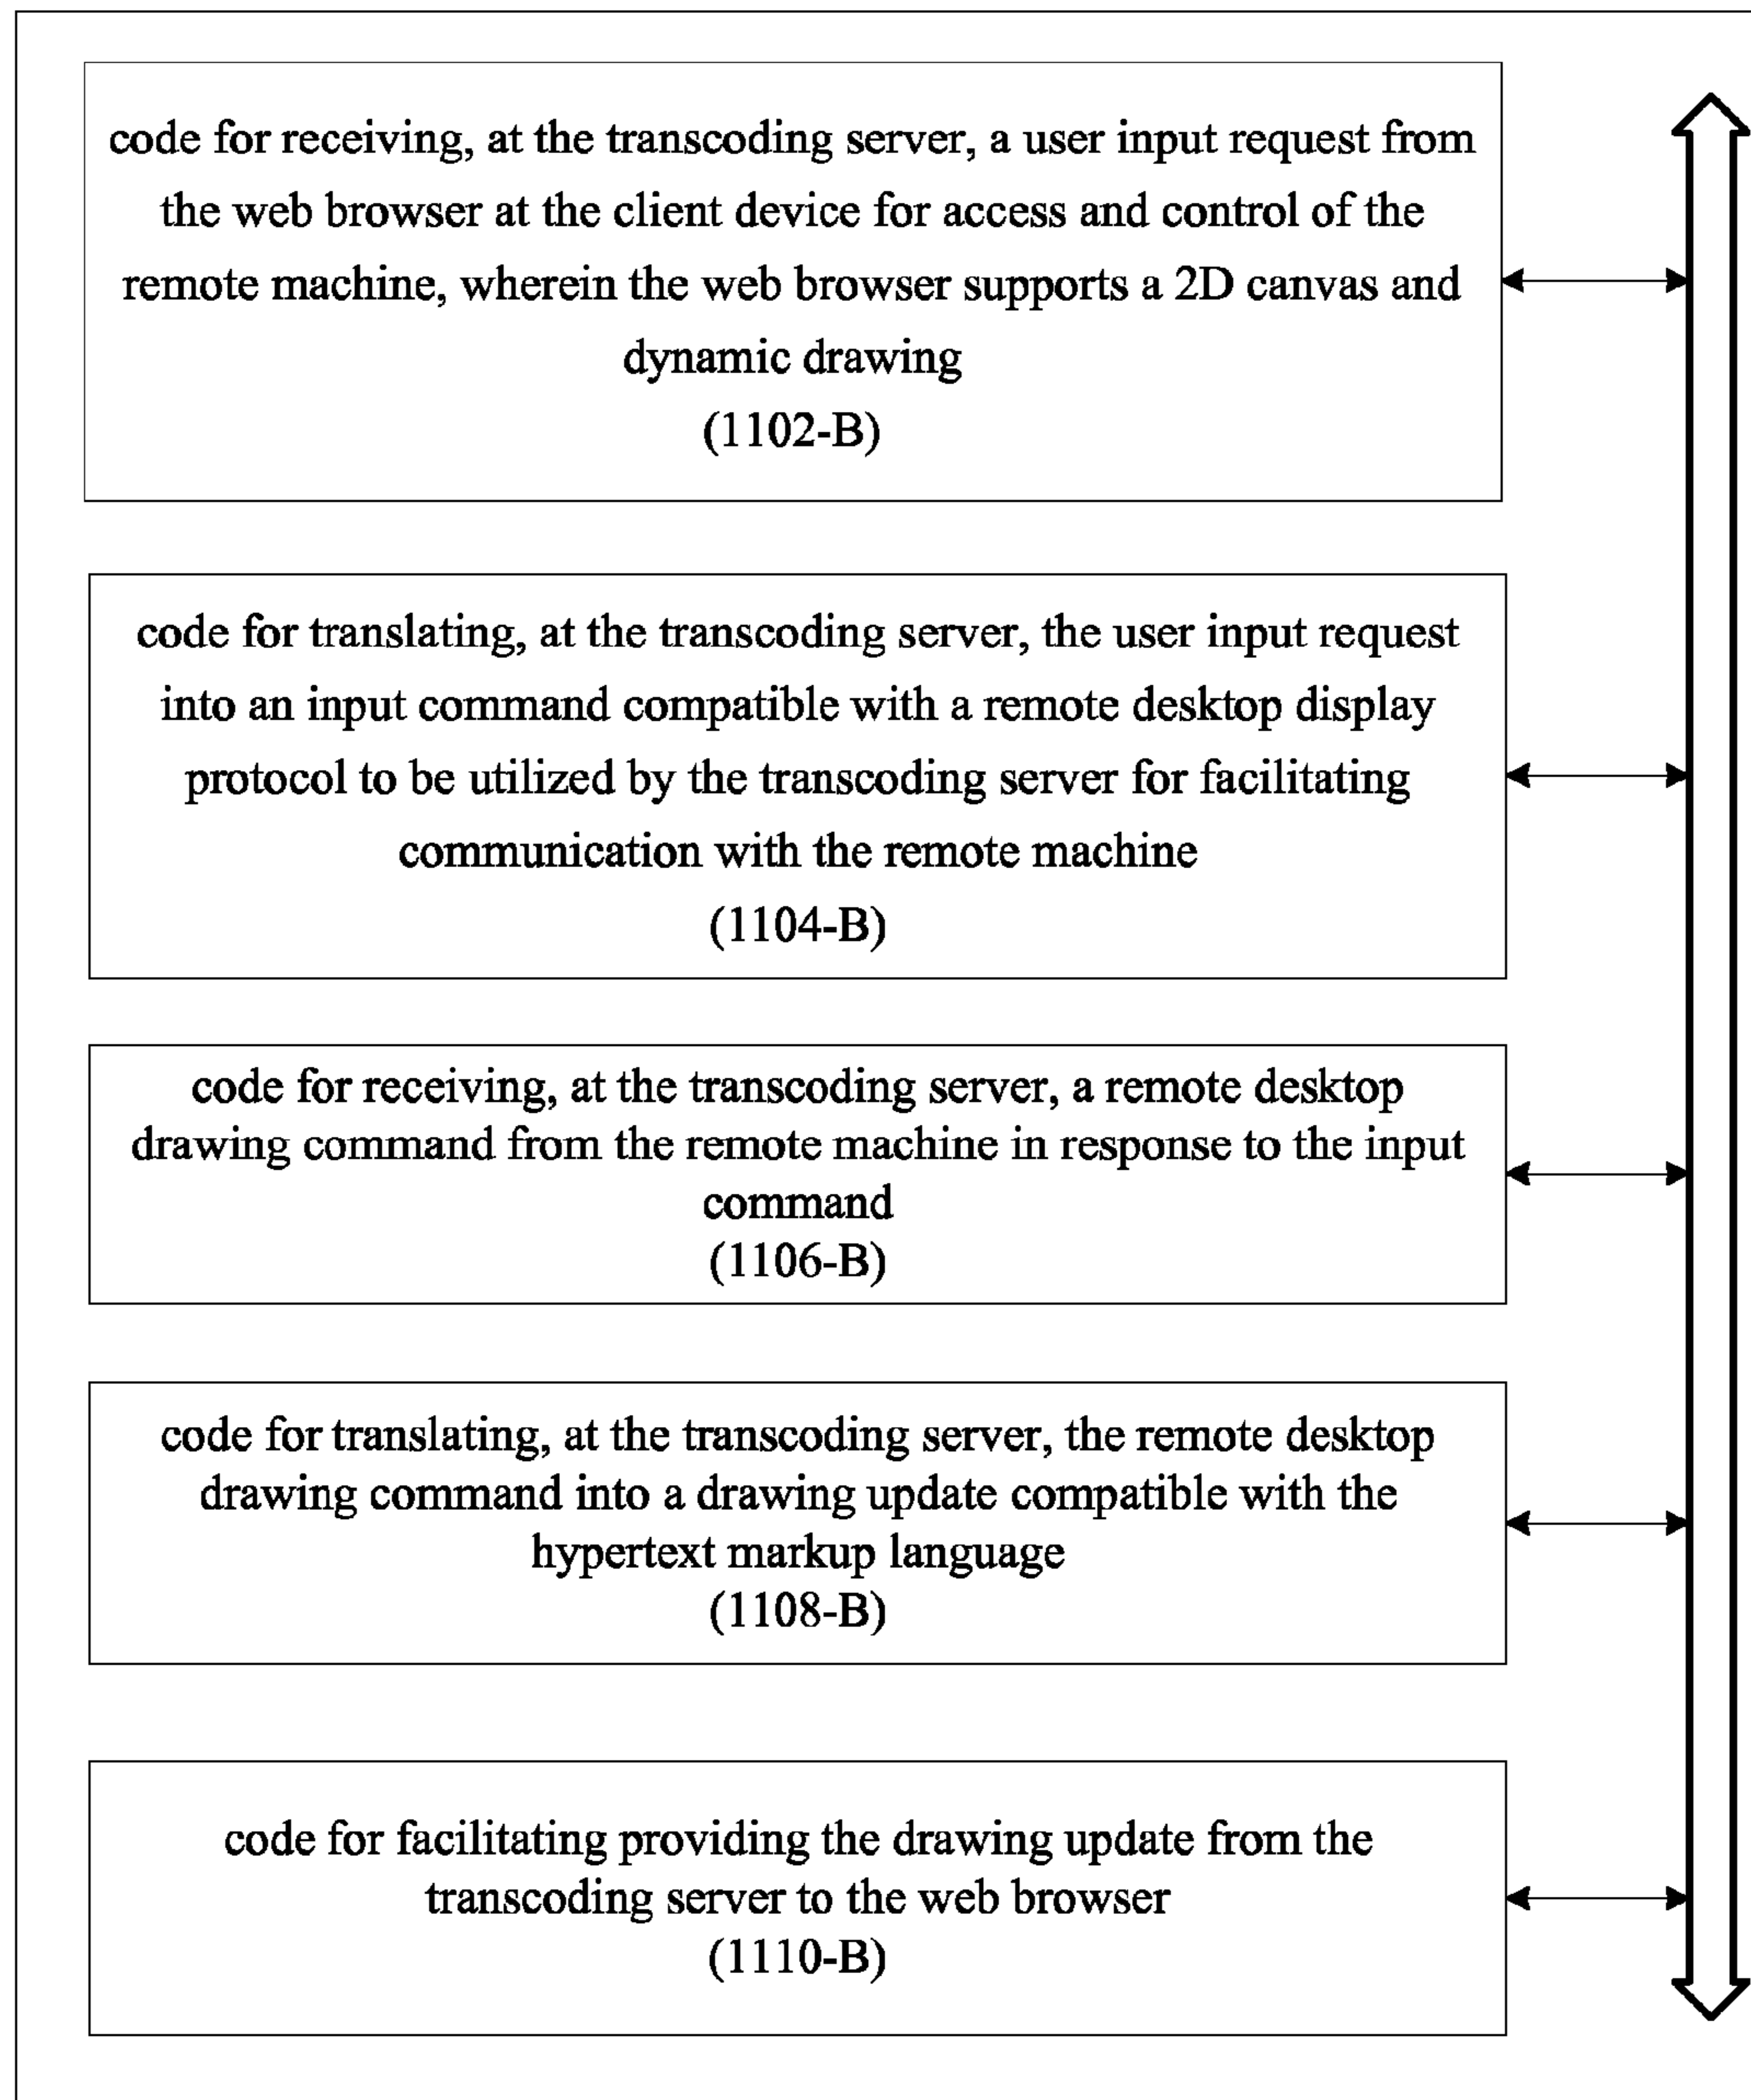 code for receiving, at the transcoding server, a user input request from
the web browser at the client device for access and control of the
remote machine, wherein the web browser supports a 2D canvas and
dynamic drawing
(1102-B)
code for translating, at the transcoding server, the user input request
into an input command compatible with a remote desktop display
protocol to be utilized by the transcoding server for facilitating
communication with the remote machine
(1104-B)
code for receiving, at the transcoding server, a remote desktop
drawing command from the remote machine in response to the input
command
(1106-B)
code for translating, at the transcoding server, the remote desktop
drawing command into a drawing update compatible with the
hypertext markup language
(1108-B)
code for facilitating providing the drawing update from the
transcoding server to the web browser
(1110-B)